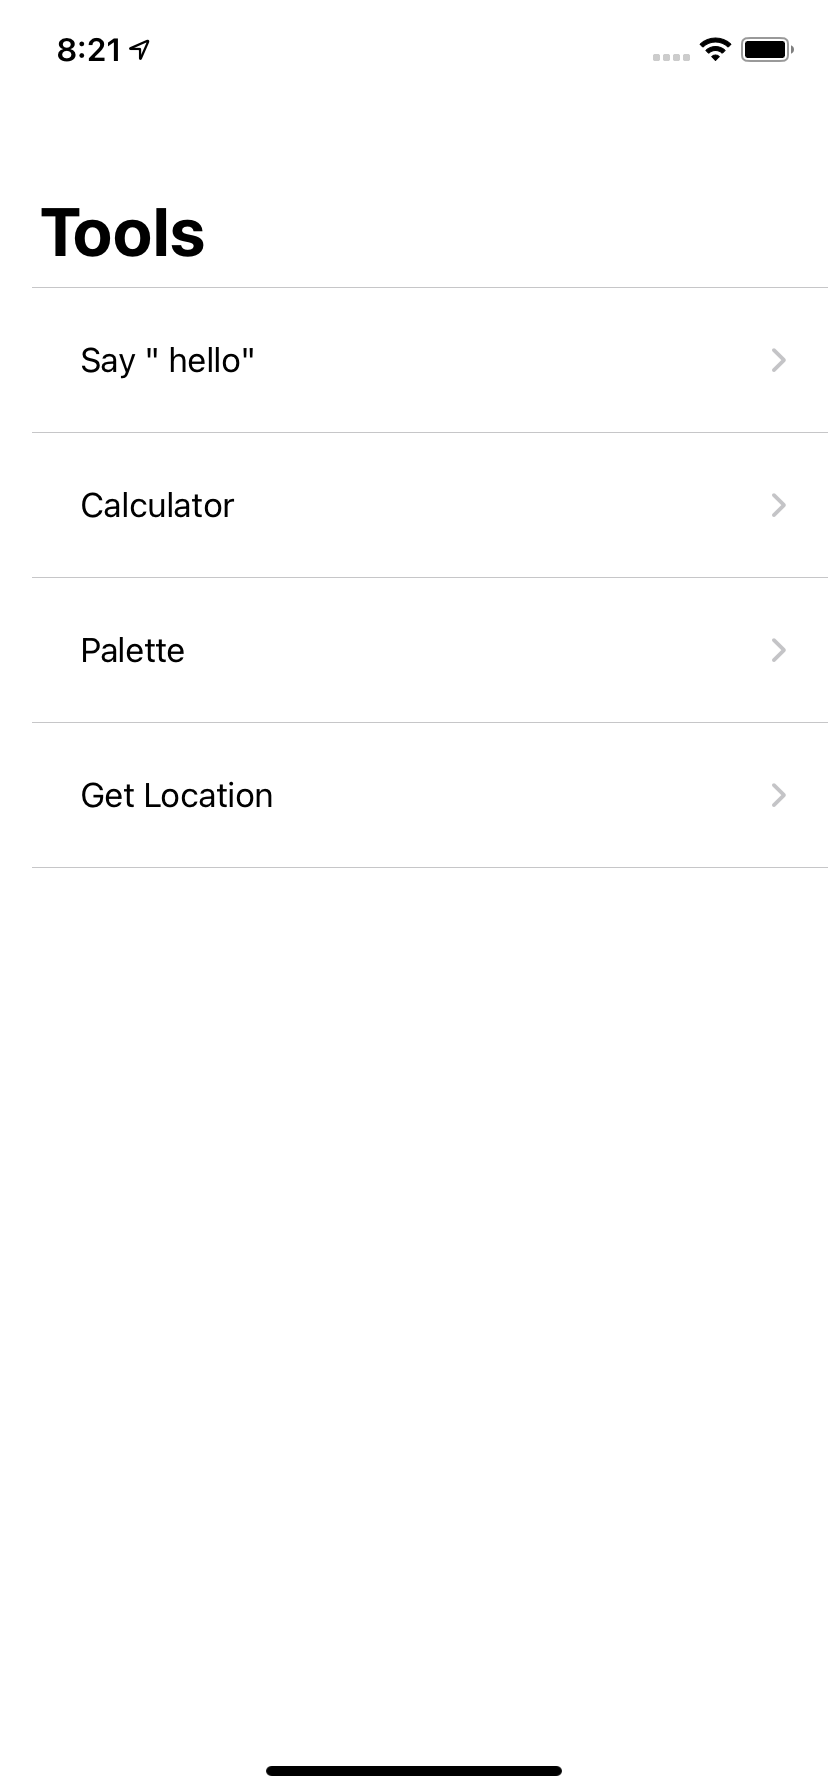 8:21
Tools
Say " hello"
Calculator
Palette
Get Location